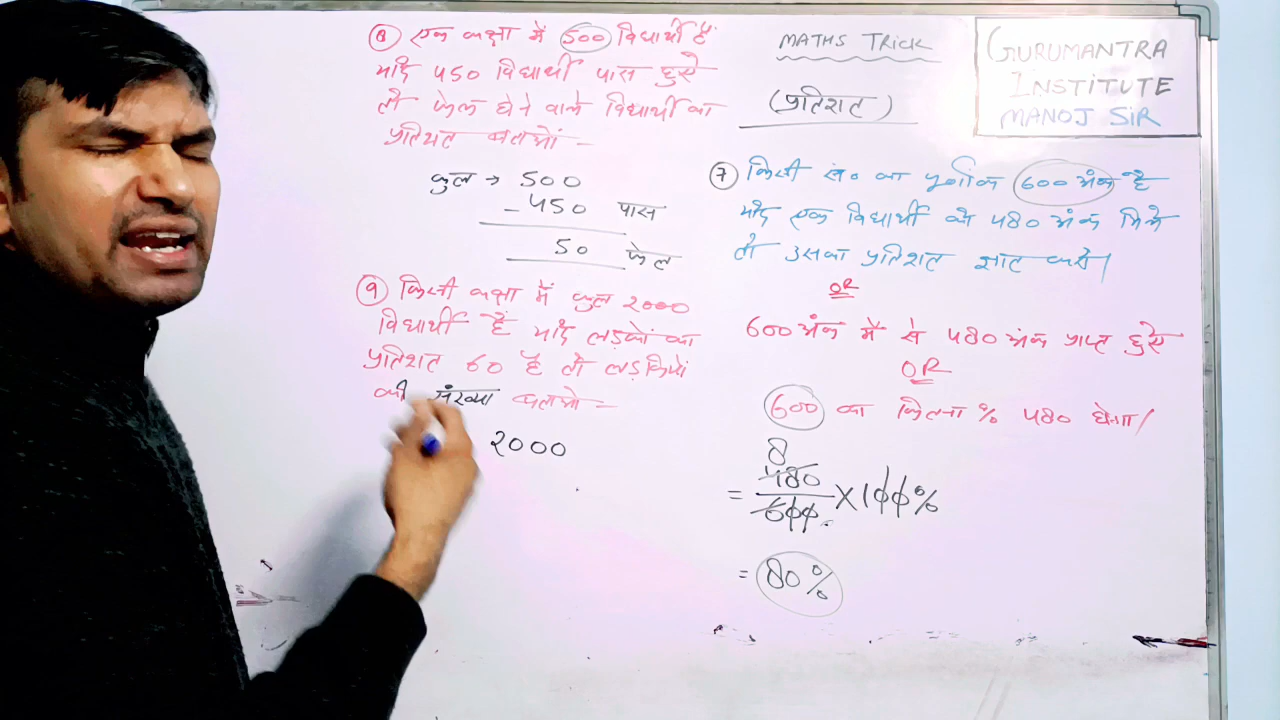 MATHS TRICK
(प्रतिशत)
GURUMANTRA
INSTITUTE
MANOJ SIR
⑦ किसी सं० का पूर्णांक 600 अंक है
यदि एक विद्यार्थी को 480 अंक मिले
तो उसका प्रतिशत ज्ञात करो।
OR
600 अंक में से 480 अंक प्राप्त हुऐ
OR
600 का कितना % 480 होगा।
8
= 480/600 × 100%
= 80%
⑧ एक कक्षा में 500 विद्यार्थी हैं
यदि 450 विद्यार्थी पास हुऐ
तो फेल होने वाले विद्यार्थी का
प्रतिशत बताओं -
कुल → 500
- 450 पास
50 फेल
⑨ किसी कक्षा में कुल 2000
विद्यार्थी हैं यदि लड़कों का
प्रतिशत 60 है तो लड़कियों
की संख्या बताओ -
2000